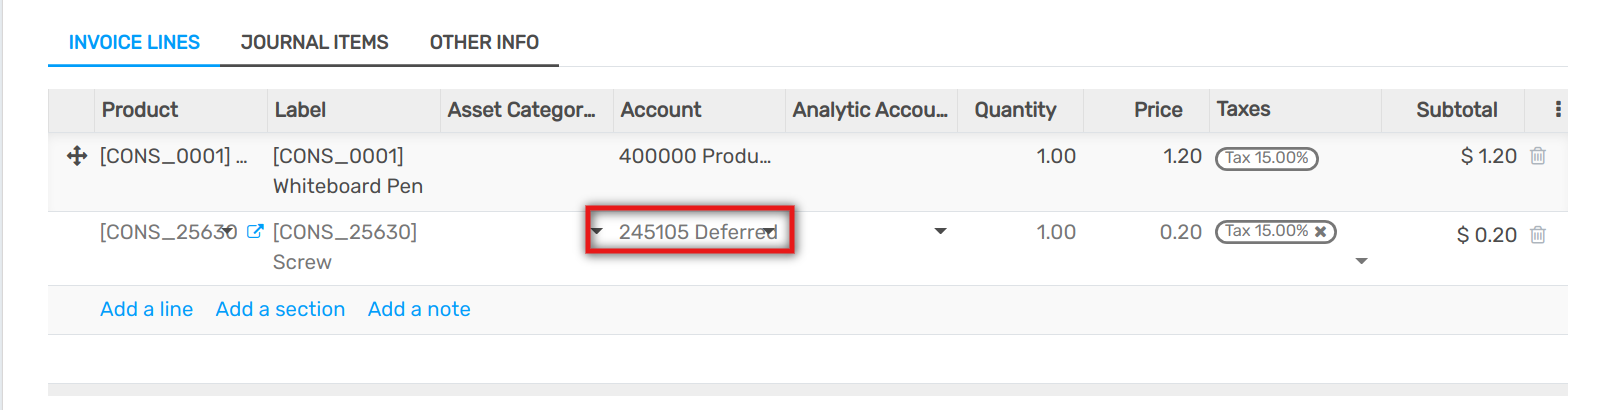 INVOICE LINES JOURNAL ITEMS OTHER INFO
Product Label Asset Categor... Account Analytic Accou... Quantity Price Taxes Subtotal
[CONS_0001] ... [CONS_0001] 400000 Produ... 1.00 1.20 Tax 15.00% $ 1.20
Whiteboard Pen
[CONS_25630 [CONS_25630] 245105 Deferred 1.00 0.20 Tax 15.00% $ 0.20
Screw
Add a line Add a section Add a note